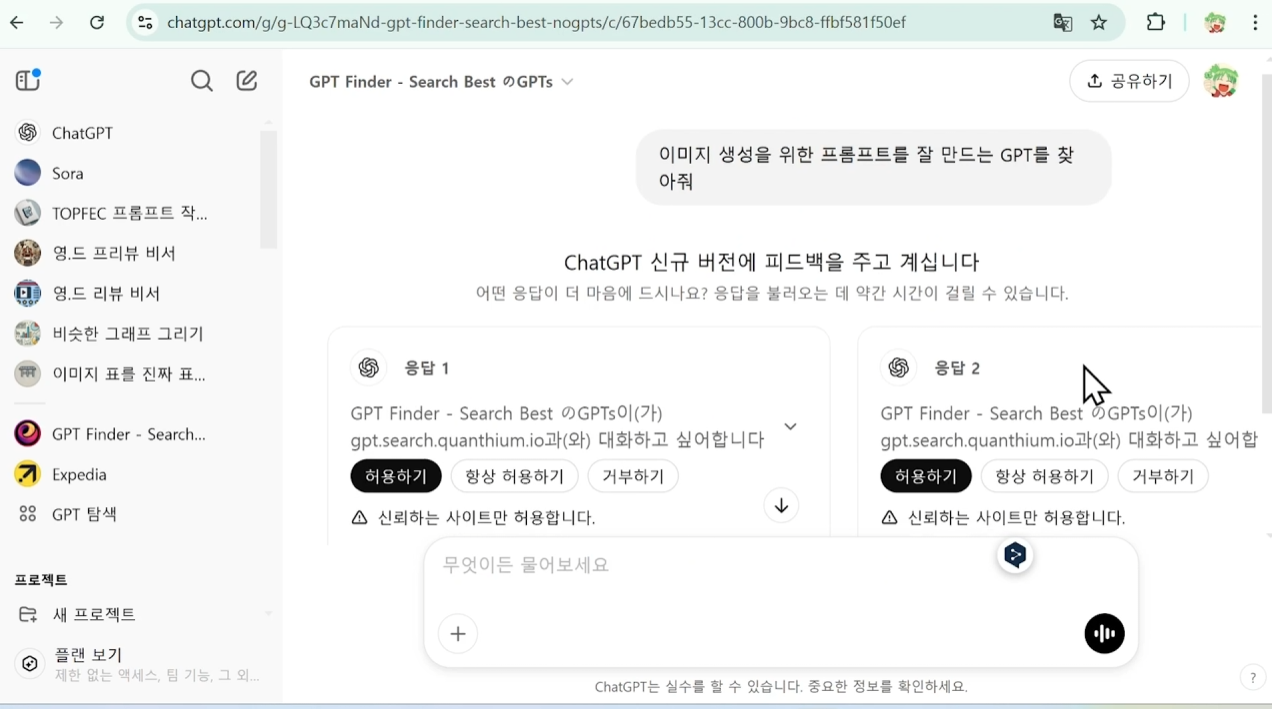 chatgpt.com/g/g-LQ3c7maNd-gpt-finder-search-best-nogpts/c/67bedb55-13cc-800b-9bc8-ffbf581f50ef
GPT Finder - Search Best のGPTs
공유하기
ChatGPT
Sora
TOPFEC 프롬프트 작...
영.드 프리뷰 비서
영.드 리뷰 비서
비슷한 그래프 그리기
이미지 표를 진짜 표...
GPT Finder - Search...
Expedia
GPT 탐색
프로젝트
새 프로젝트
플랜 보기
제한 없는 액세스, 팀 기능, 그 외...
이미지 생성을 위한 프롬프트를 잘 만드는 GPT를 찾
아줘
ChatGPT 신규 버전에 피드백을 주고 계십니다
어떤 응답이 더 마음에 드시나요? 응답을 불러오는 데 약간 시간이 걸릴 수 있습니다.
응답 1
GPT Finder - Search Best のGPTs이(가)
gpt.search.quanthium.io과(와) 대화하고 싶어합니다
허용하기 항상 허용하기 거부하기
신뢰하는 사이트만 허용합니다.
응답 2
GPT Finder - Search Best のGPTs이(가)
gpt.search.quanthium.io과(와) 대화하고 싶어합
허용하기 항상 허용하기 거부하기
신뢰하는 사이트만 허용합니다.
무엇이든 물어보세요
ChatGPT는 실수를 할 수 있습니다. 중요한 정보를 확인하세요.
?